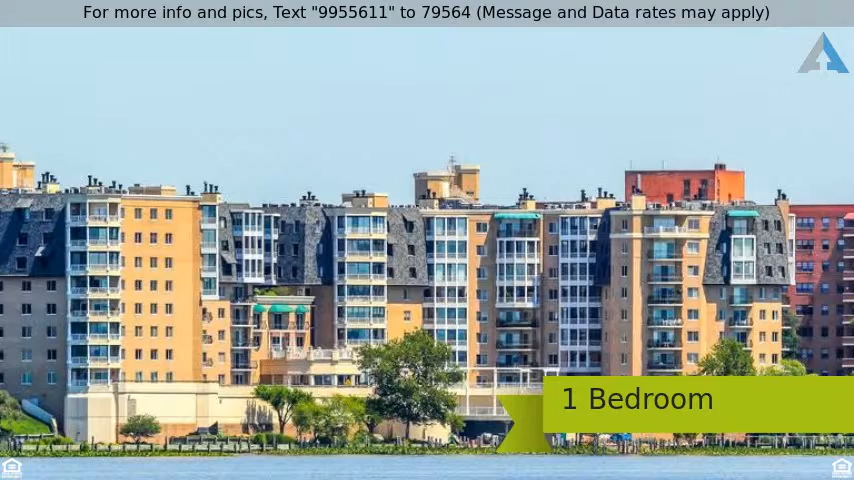 For more info and pics, Text "9955611" to 79564 (Message and Data rates may apply)
1 Bedroom